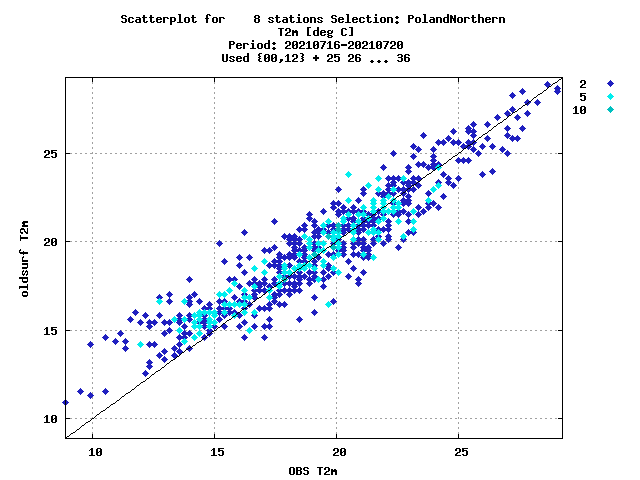 Scatterplot for 8 stations Selection: PolandNorthern
T2m [deg C]
Period: 20210716-20210720
Used {00,12} + 25 26 ... 36
2
5
10
25
20
15
10
oldsurf T2m
10 15 20 25
OBS T2m